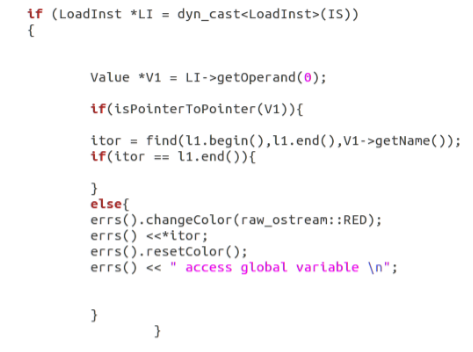 if (LoadInst *LI = dyn_cast<LoadInst>(IS))
{
Value *V1 = LI->getOperand(0);
if(isPointerToPointer(V1)){
itor = find(l1.begin(),l1.end(),V1->getName());
if(itor == l1.end()){
}
else{
errs().changeColor(raw_ostream::RED);
errs() <<*itor;
errs().resetColor();
errs() << " access global variable \n";
}
}